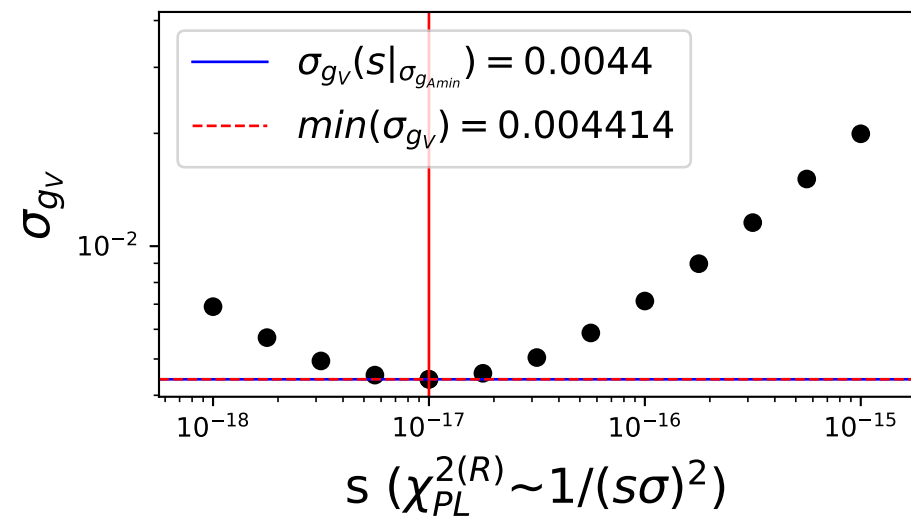 σ_{g_V}(s|_{σ_{g_{Amin}}}) = 0.0044
min(σ_{g_V}) = 0.004414
σ_{g_V}
10^{-2}
10^{-18} 10^{-17} 10^{-16} 10^{-15}
s (χ_{PL}^{2(R)}~1/(sσ)^2)